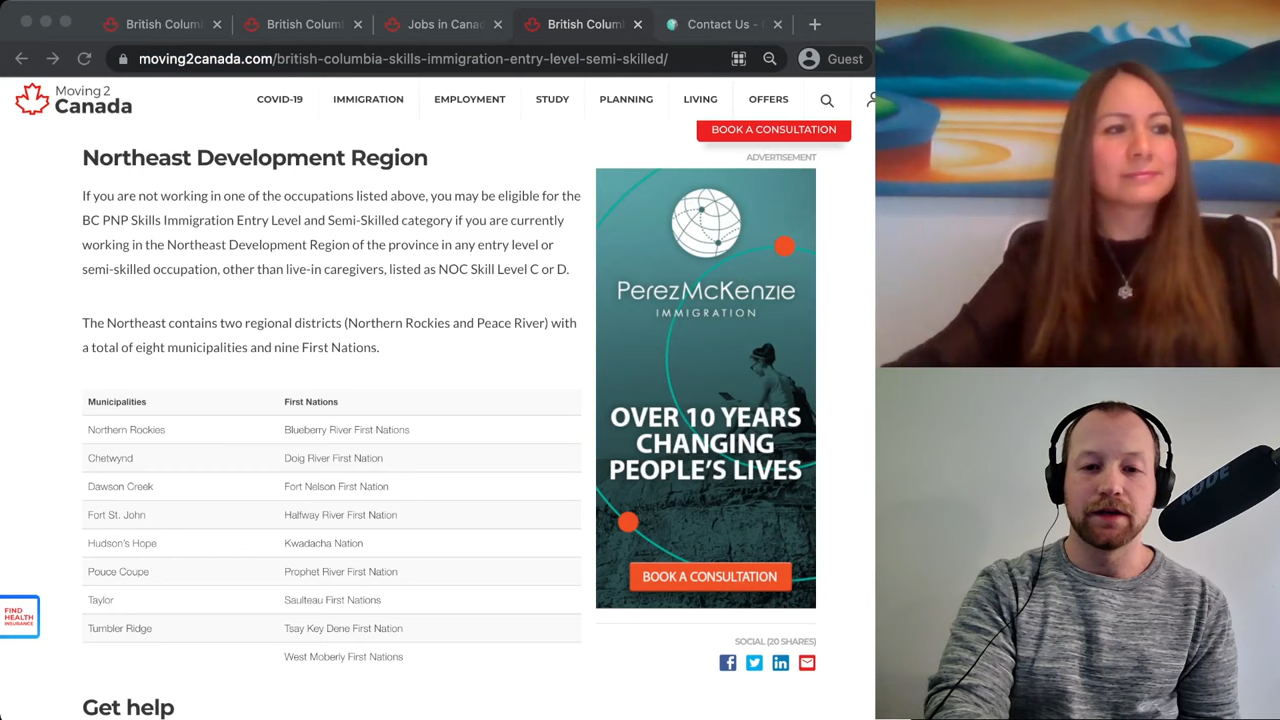 British Colum
British Colum
Jobs in Canad
British Colum
Contact Us -
moving2canada.com/british-columbia-skills-immigration-entry-level-semi-skilled/
Guest
Moving 2
Canada
COVID-19
IMMIGRATION
EMPLOYMENT
STUDY
PLANNING
LIVING
OFFERS
BOOK A CONSULTATION
Northeast Development Region
If you are not working in one of the occupations listed above, you may be eligible for the
BC PNP Skills Immigration Entry Level and Semi-Skilled category if you are currently
working in the Northeast Development Region of the province in any entry level or
semi-skilled occupation, other than live-in caregivers, listed as NOC Skill Level C or D.
The Northeast contains two regional districts (Northern Rockies and Peace River) with
a total of eight municipalities and nine First Nations.
Municipalities First Nations
Northern Rockies Blueberry River First Nations
Chetwynd Doig River First Nation
Dawson Creek Fort Nelson First Nation
Fort St. John Halfway River First Nation
Hudson's Hope Kwadacha Nation
Pouce Coupe Prophet River First Nation
Taylor Saulteau First Nations
Tumbler Ridge Tsay Key Dene First Nation
West Moberly First Nations
Get help
FIND
HEALTH
INSURANCE
ADVERTISEMENT
PEREZMCKENZIE
IMMIGRATION
OVER 10 YEARS
CHANGING
PEOPLE'S LIVES
BOOK A CONSULTATION
SOCIAL (20 SHARES)
RØDE